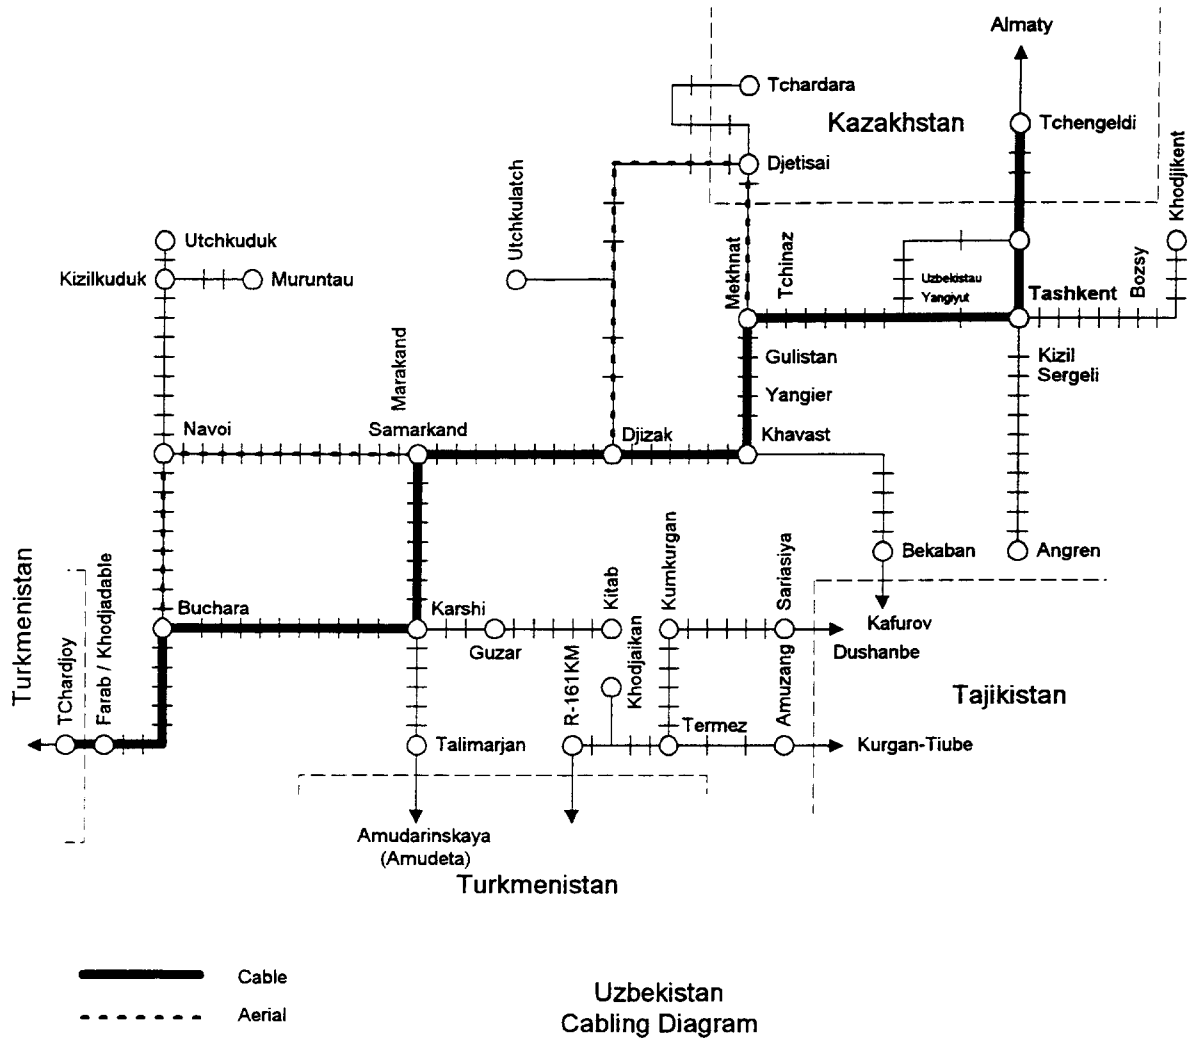 Almaty
Tchardara
Kazakhstan
Tchengeldi
Khodjikent
Djetisai
Utchkulatch
Utchkuduk
Kizilkuduk
Muruntau
Mekhnat
Tchinaz
Uzbekistau
Yangiyut
Tashkent
Bozsy
Gulistan
Yangier
Kizil
Sergeli
Marakand
Navoi
Samarkand
Djizak
Khavast
Bekaban
Angren
Turkmenistan
TChardjoy
Farab / Khodjadable
Buchara
Karshi
Guzar
Kitab
Khodjaikan
R-161KM
Kumkurgan
Sariasiya
Kafurov
Dushanbe
Amuzang
Tajikistan
Talimarjan
Termez
Kurgan-Tiube
Amudarinskaya
(Amudeta)
Turkmenistan
Cable
Aerial
Uzbekistan
Cabling Diagram